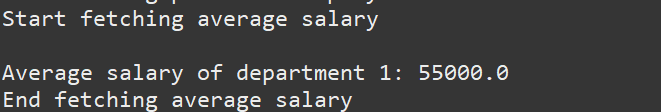 Start fetching average salary
Average salary of department 1: 55000.0
End fetching average salary